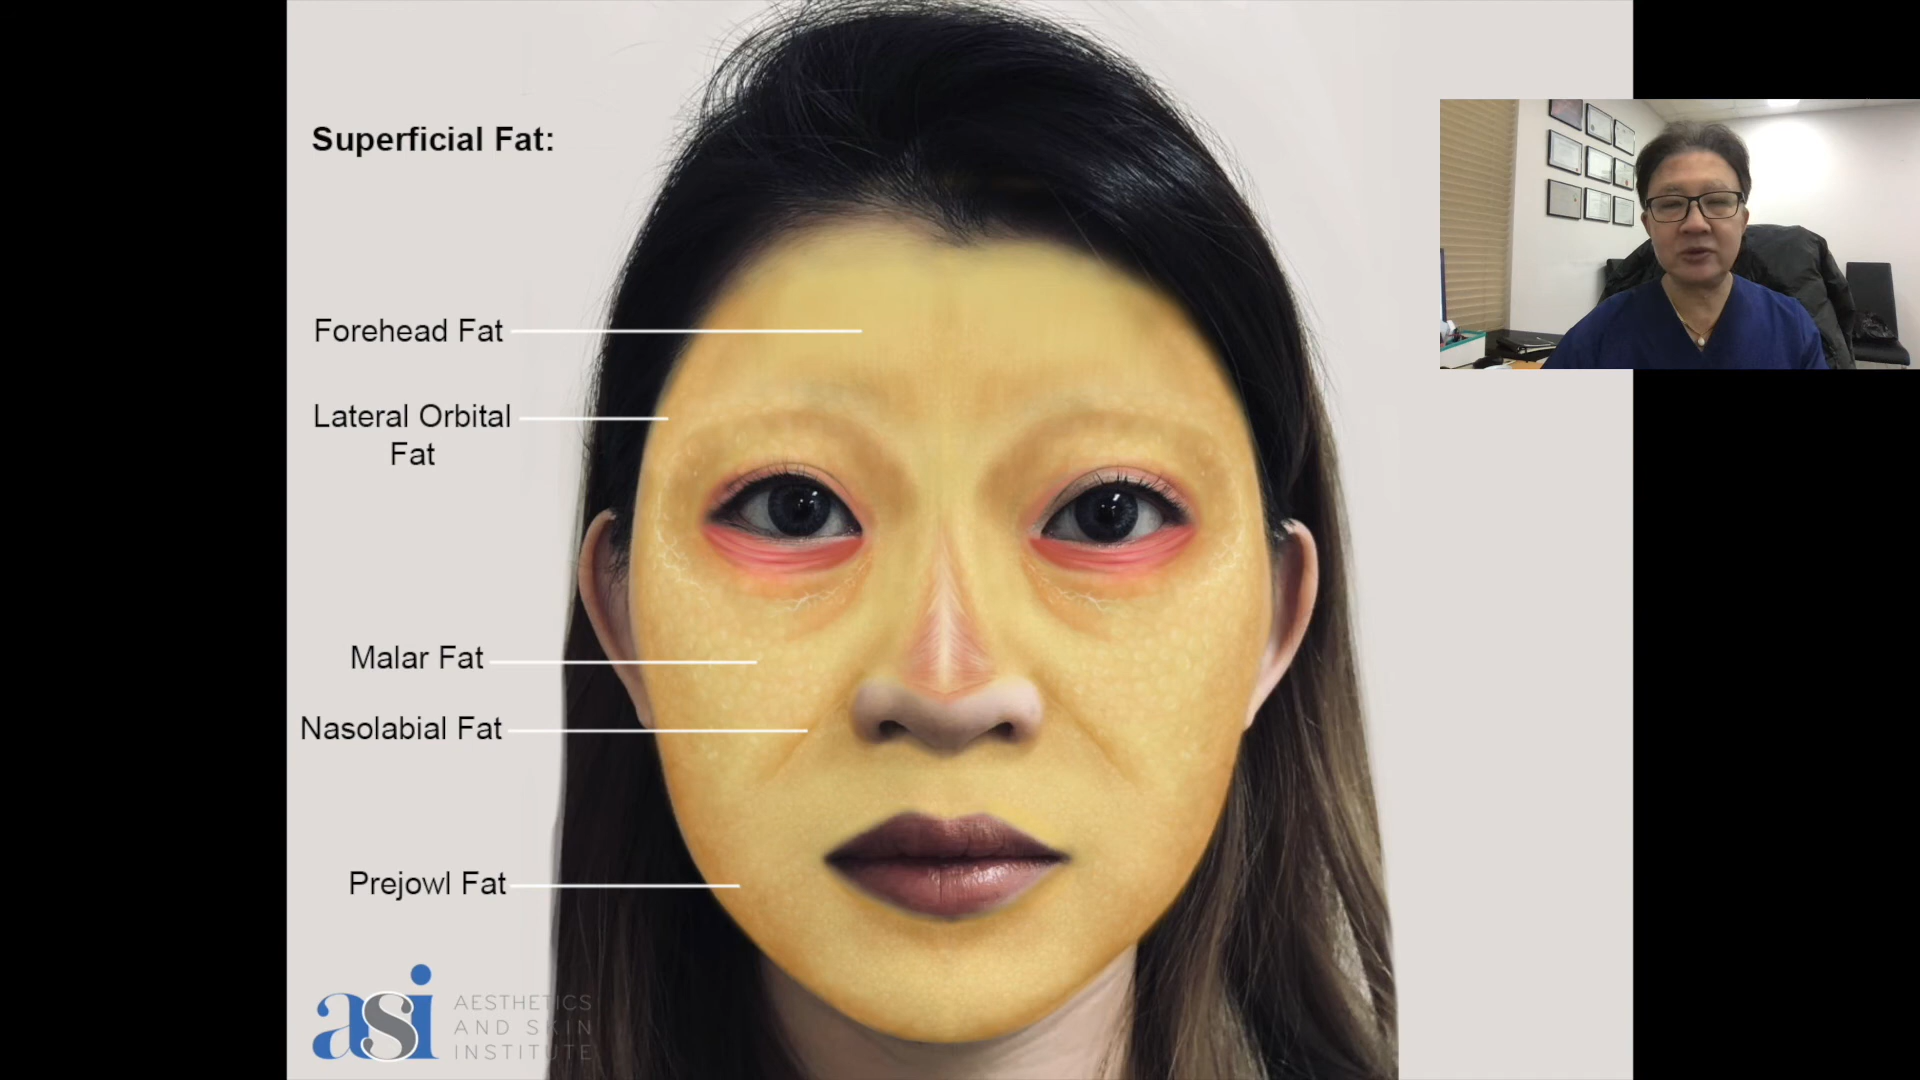 Superficial Fat:
Forehead Fat
Lateral Orbital
Fat
Malar Fat
Nasolabial Fat
Prejowl Fat
asi
AESTHETICS
AND SKIN
INSTITUTE